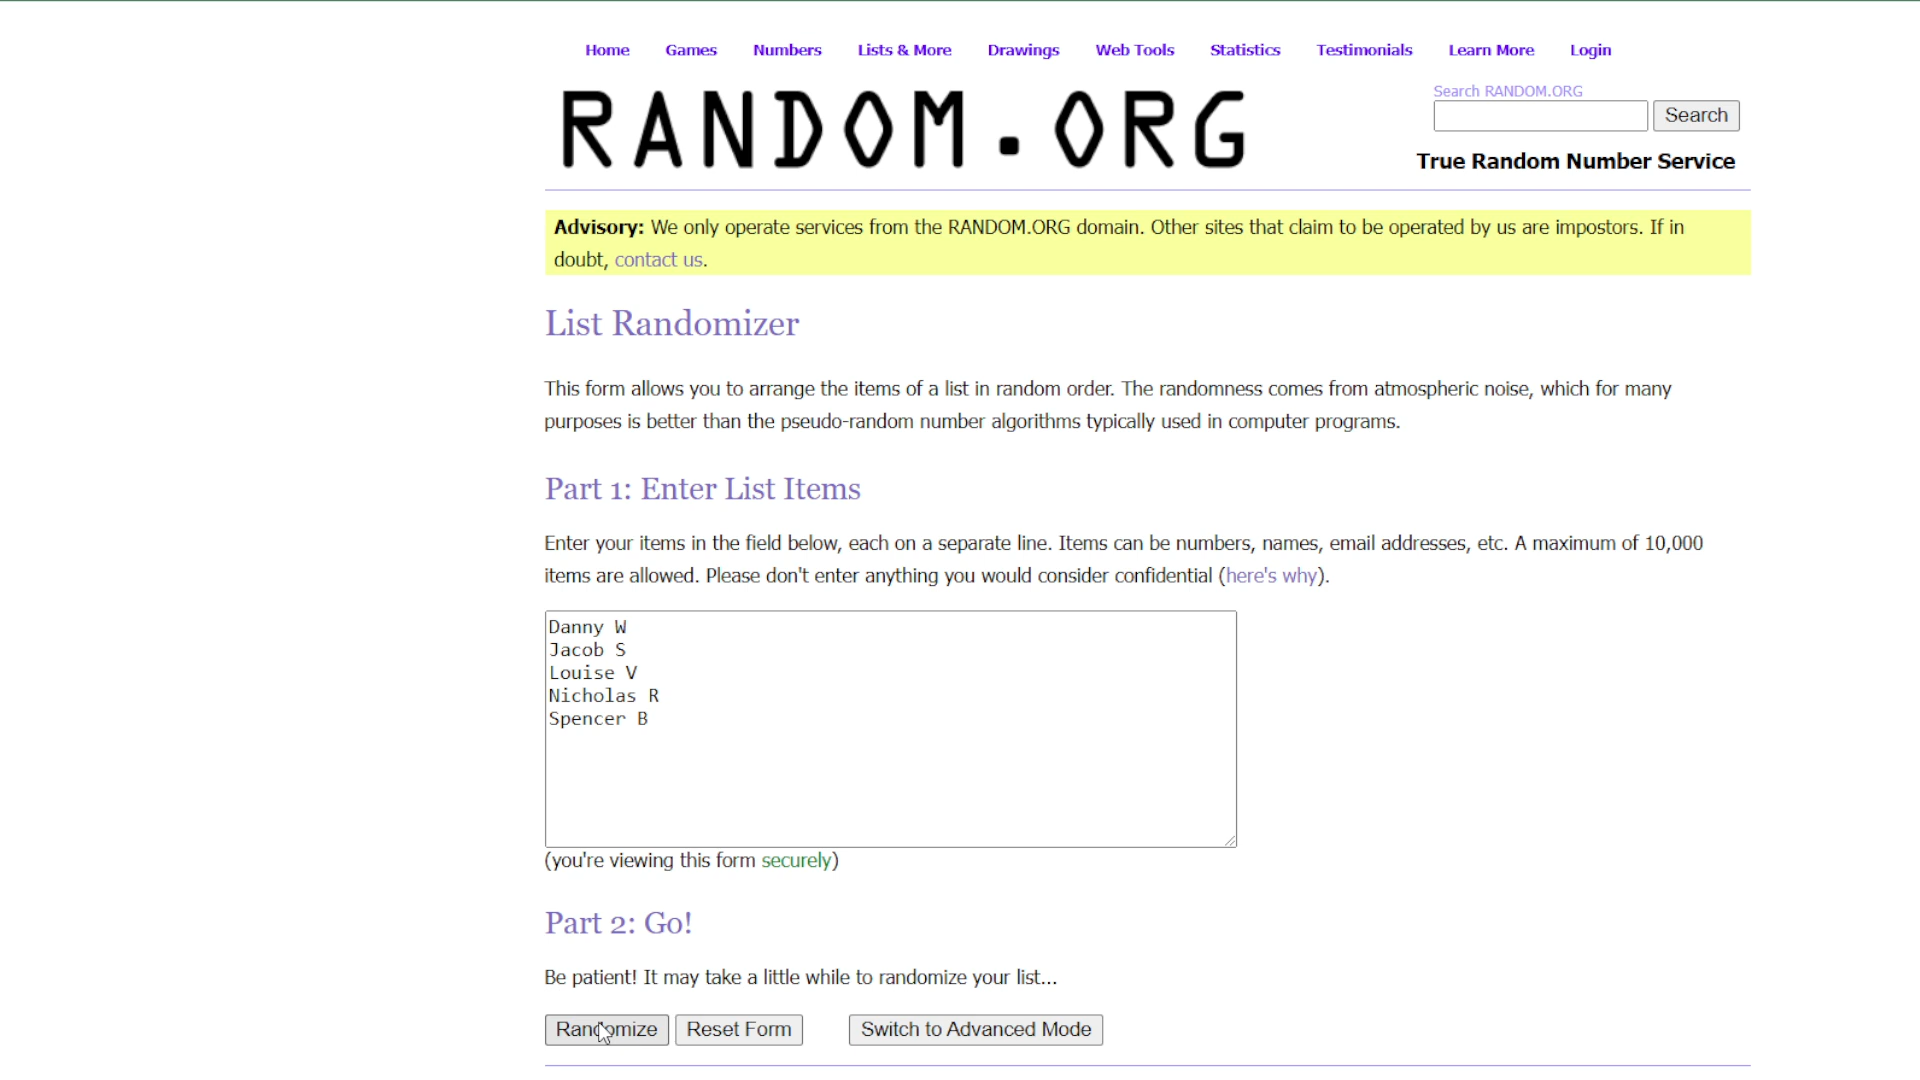 Home Games Numbers Lists & More Drawings Web Tools Statistics Testimonials Learn More Login
RANDOM.ORG
Search RANDOM.ORG
Search
True Random Number Service
Advisory: We only operate services from the RANDOM.ORG domain. Other sites that claim to be operated by us are impostors. If in
doubt, contact us.
List Randomizer
This form allows you to arrange the items of a list in random order. The randomness comes from atmospheric noise, which for many
purposes is better than the pseudo-random number algorithms typically used in computer programs.
Part 1: Enter List Items
Enter your items in the field below, each on a separate line. Items can be numbers, names, email addresses, etc. A maximum of 10,000
items are allowed. Please don't enter anything you would consider confidential (here's why).
Danny W
Jacob S
Louise V
Nicholas R
Spencer B
(you're viewing this form securely)
Part 2: Go!
Be patient! It may take a little while to randomize your list...
Randomize Reset Form Switch to Advanced Mode